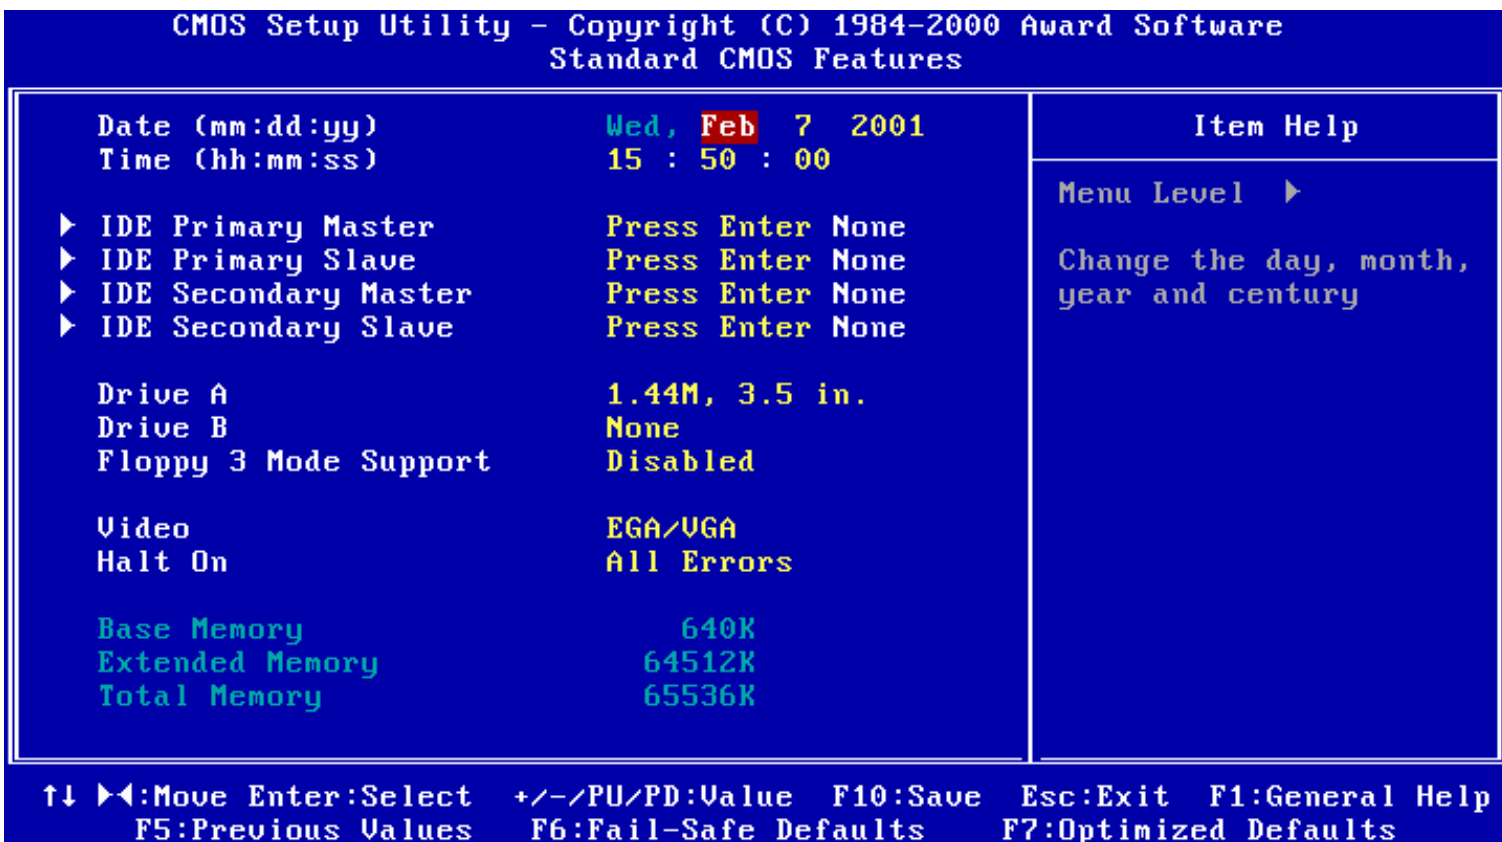 CMOS Setup Utility - Copyright (C) 1984-2000 Award Software
Standard CMOS Features
Date (mm:dd:yy) Wed, Feb 7 2001
Time (hh:mm:ss) 15 : 50 : 00
▶ IDE Primary Master Press Enter None
▶ IDE Primary Slave Press Enter None
▶ IDE Secondary Master Press Enter None
▶ IDE Secondary Slave Press Enter None
Drive A 1.44M, 3.5 in.
Drive B None
Floppy 3 Mode Support Disabled
Video EGA/VGA
Halt On All Errors
Base Memory 640K
Extended Memory 64512K
Total Memory 65536K
Item Help
Menu Level ▶
Change the day, month,
year and century
↑↓ ▶◀:Move Enter:Select +/-/PU/PD:Value F10:Save Esc:Exit F1:General Help
F5:Previous Values F6:Fail-Safe Defaults F7:Optimized Defaults